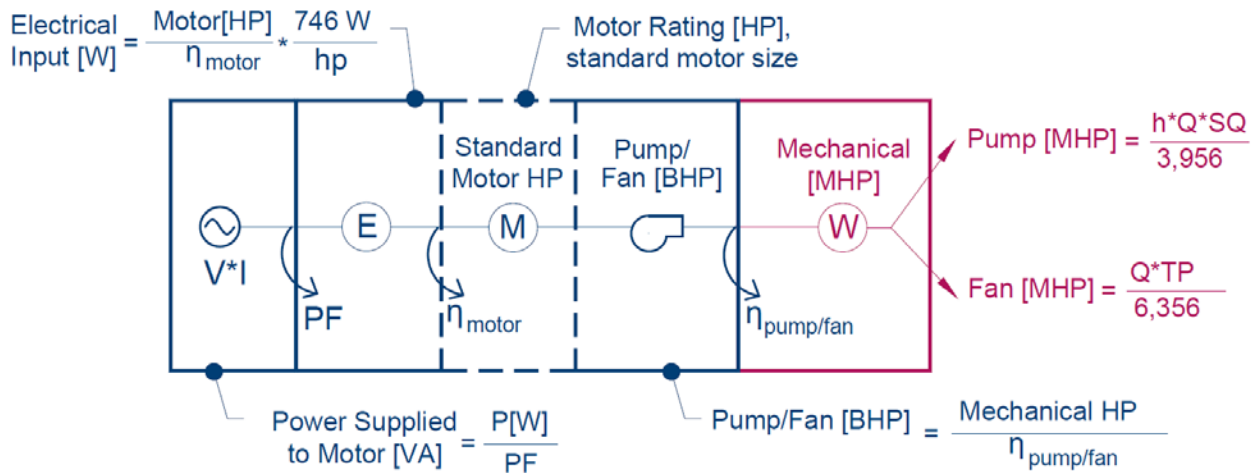 Electrical Input [W] = Motor[HP] / η motor * 746 W / hp
Motor Rating [HP],
standard motor size
Standard
Motor HP
Pump/
Fan [BHP]
Mechanical
[MHP]
Pump [MHP] = h*Q*SQ / 3,956
E
M
W
V*I
PF
η motor
η pump/fan
Fan [MHP] = Q*TP / 6,356
Power Supplied
to Motor [VA] = P[W] / PF
Pump/Fan [BHP] = Mechanical HP / η pump/fan